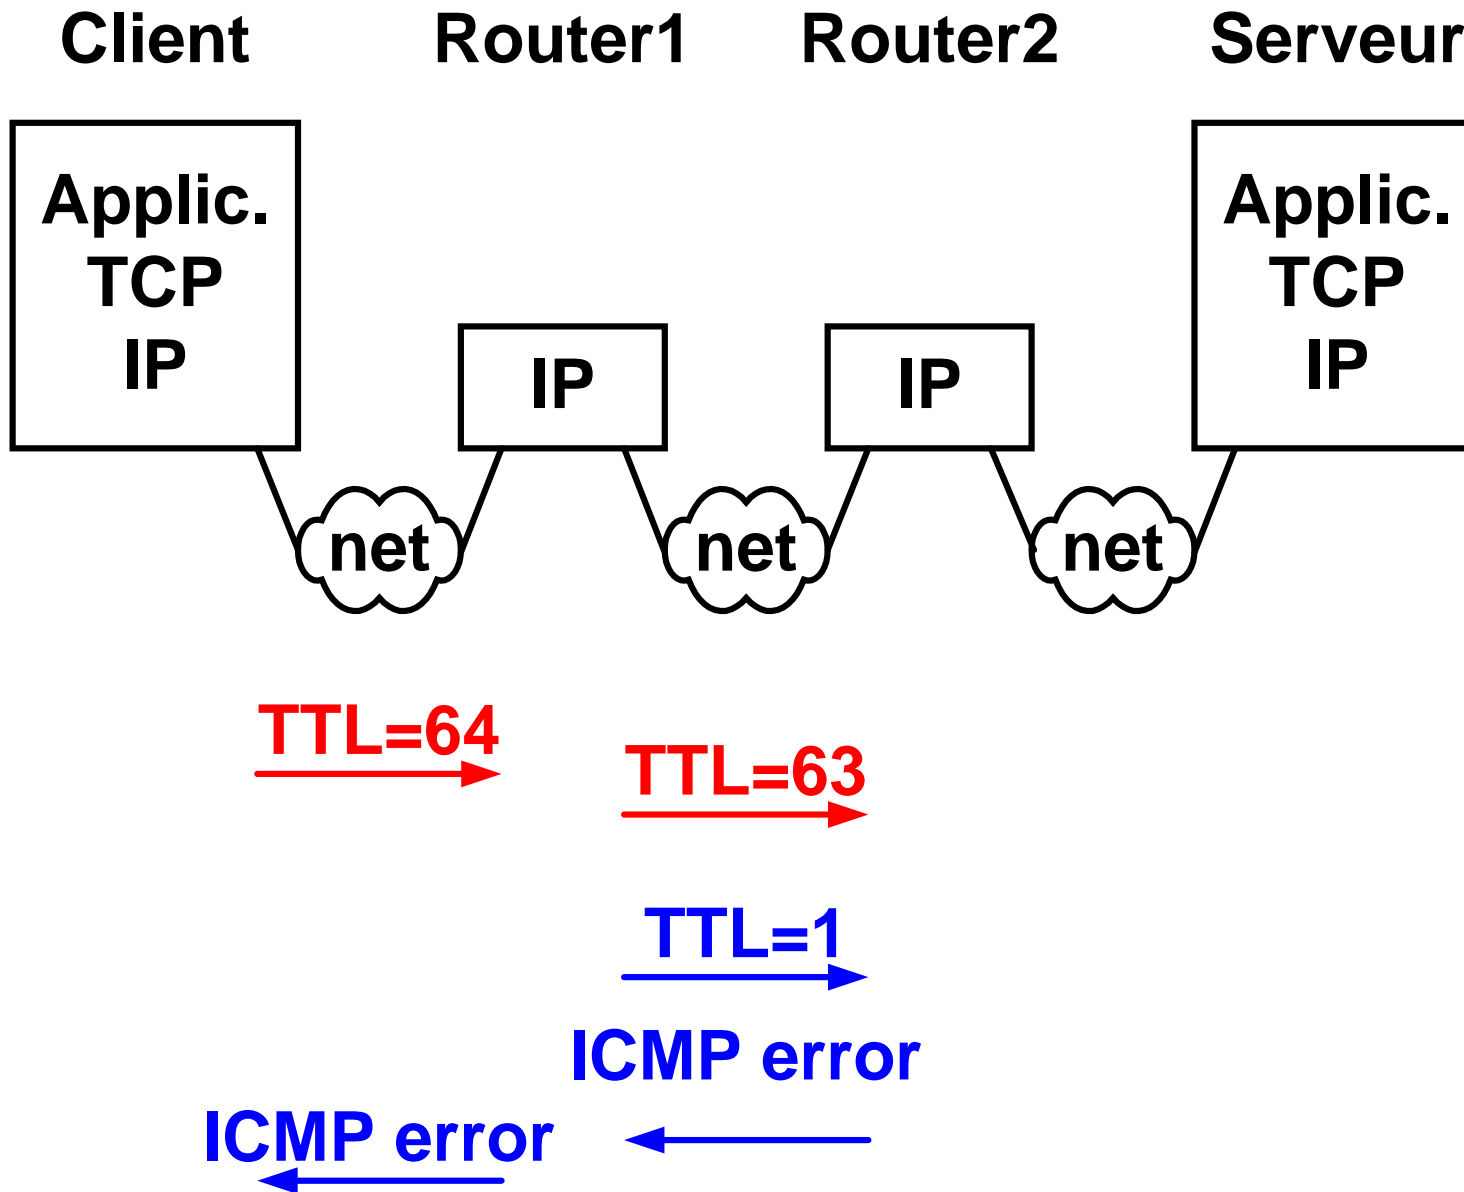 Client Router1 Router2 Serveur
Applic. Applic.
TCP TCP
IP IP IP IP
net net net
TTL=64
TTL=63
TTL=1
ICMP error
ICMP error